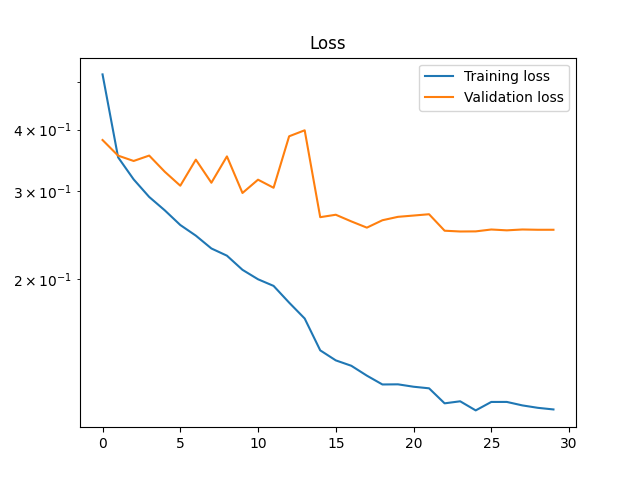 Loss
Training loss
Validation loss
4 × 10⁻¹
3 × 10⁻¹
2 × 10⁻¹
0 5 10 15 20 25 30